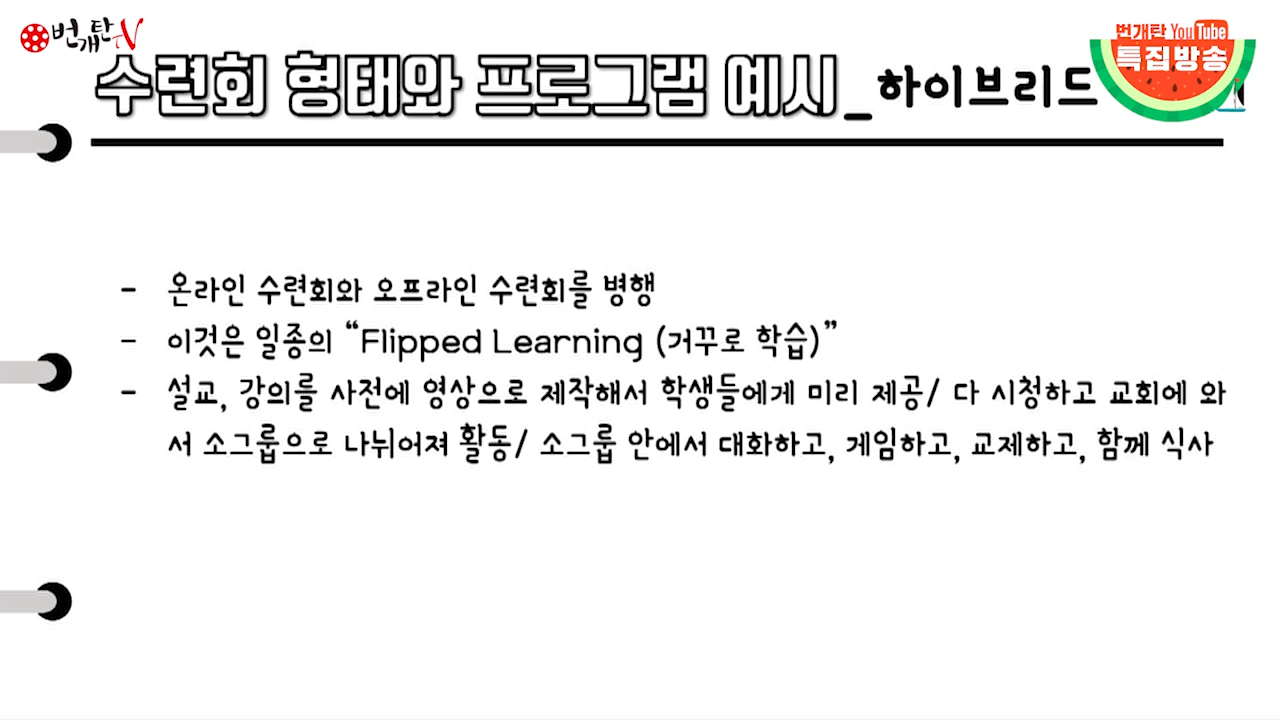 번개탄TV
번개탄 YouTube
특집방송
수련회 형태와 프로그램 예시_하이브리드
- 온라인 수련회와 오프라인 수련회를 병행
- 이것은 일종의 “Flipped Learning (거꾸로 학습)”
- 설교, 강의를 사전에 영상으로 제작해서 학생들에게 미리 제공/ 다 시청하고 교회에 와
서 소그룹으로 나뉘어져 활동/ 소그룹 안에서 대화하고, 게임하고, 교제하고, 함께 식사